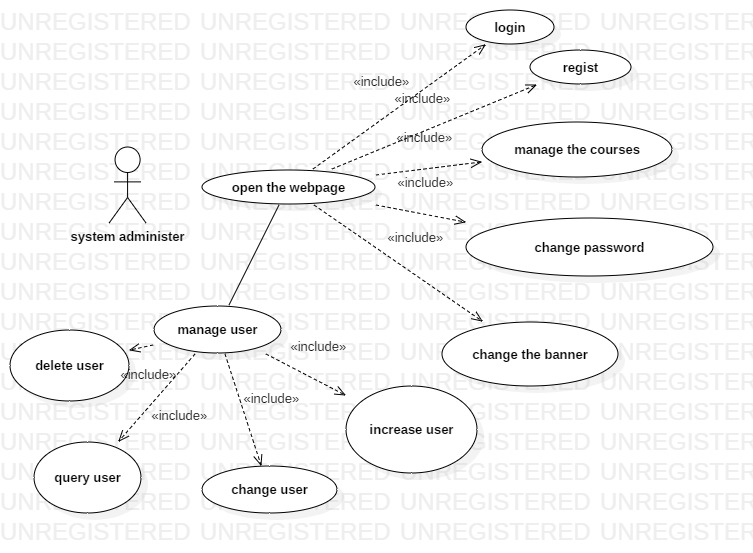 login
regist
«include»
«include»
«include»
manage the courses
«include»
open the webpage
system administer
«include»
change password
manage user
«include»
change the banner
delete user
«include»
«include»
«include»
increase user
query user
change user
UNREGISTERED UNREGISTERED UNREGISTERED UNREGISTERED